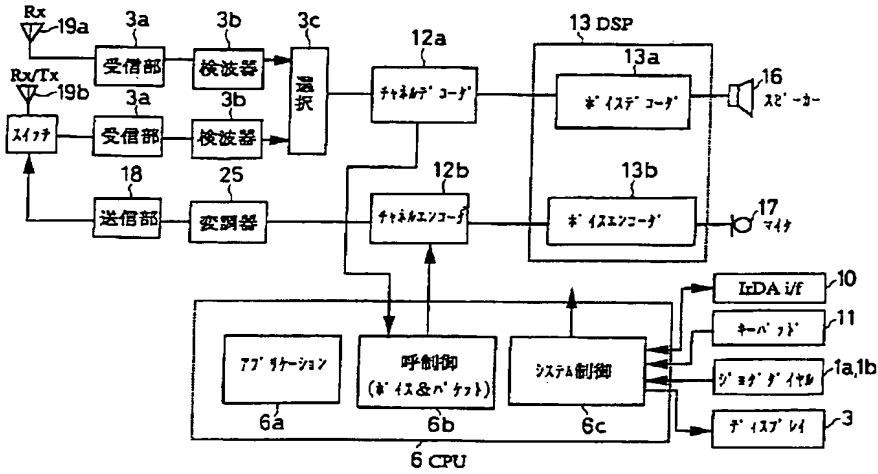 Rx
19a
3a
受信部
3b
検波器
3c
選択
12a
チャネルデコーダ
13 DSP
13a
ボイスデコーダ
16
スピーカー
Rx/Tx
19b
スイッチ
3a
受信部
3b
検波器
18
送信部
25
変調器
12b
チャネルエンコーダ
13b
ボイスエンコーダ
17
マイク
アプリケーション
6a
呼制御
(ボイス&パケット)
6b
システム制御
6c
6 CPU
IrDA i/f
10
キーパッド
11
ジョグダイヤル
1a,1b
ディスプレイ
3